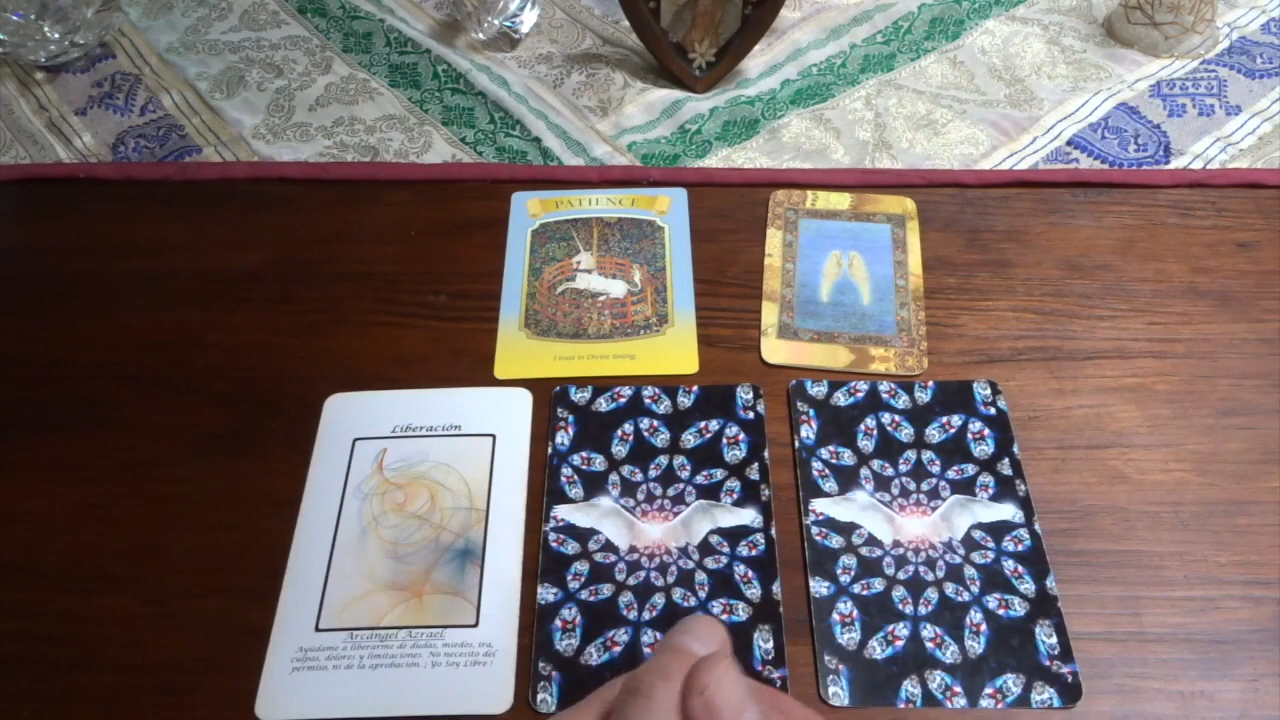 PATIENCE
I trust in Divine timing.
Liberación
Arcángel Azrael:
Ayúdame a liberarme de dudas, miedos, ira,
culpas, dolores y limitaciones. No necesito del
permiso, ni de la aprobación. ¡ Yo Soy Libre !